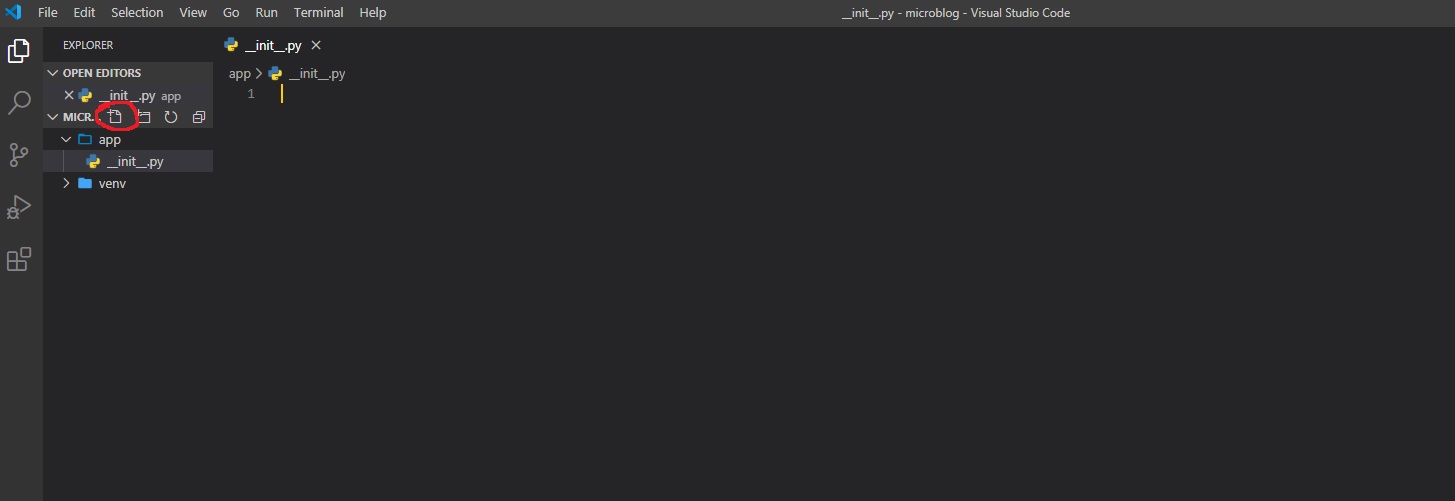 File Edit Selection View Go Run Terminal Help
__init__.py - microblog - Visual Studio Code
EXPLORER
OPEN EDITORS
__init__.py app
MICR...
app
__init__.py
venv
__init__.py
app > __init__.py
1